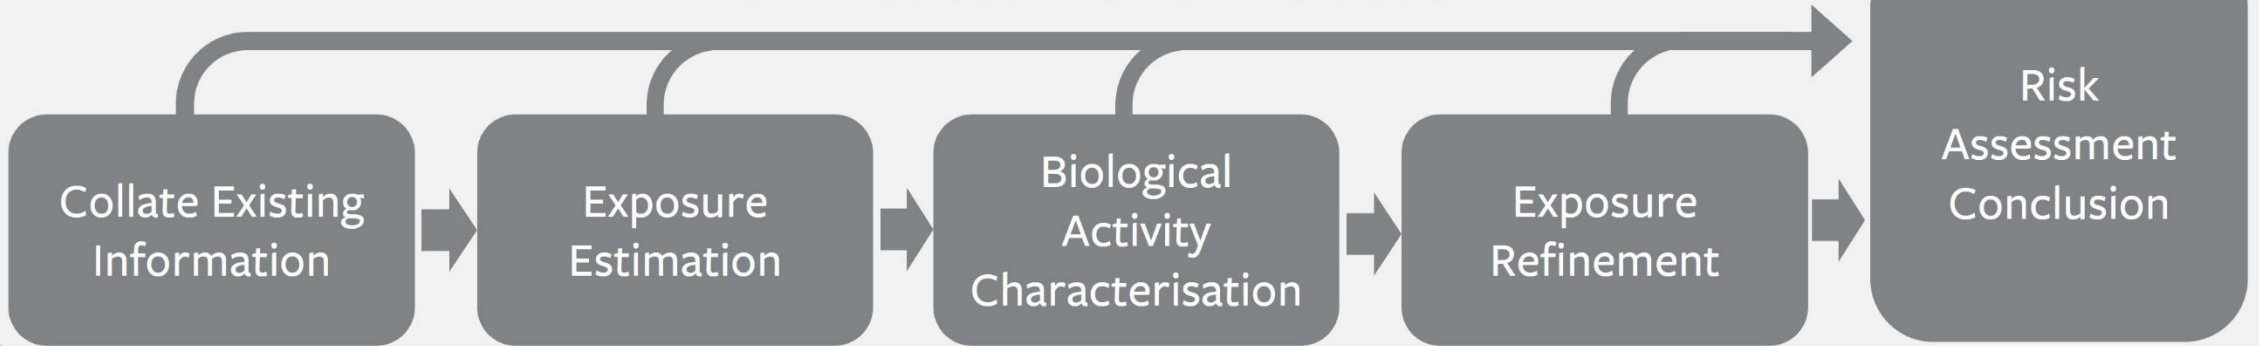 Collate Existing
Information
Exposure
Estimation
Biological
Activity
Characterisation
Exposure
Refinement
Risk
Assessment
Conclusion